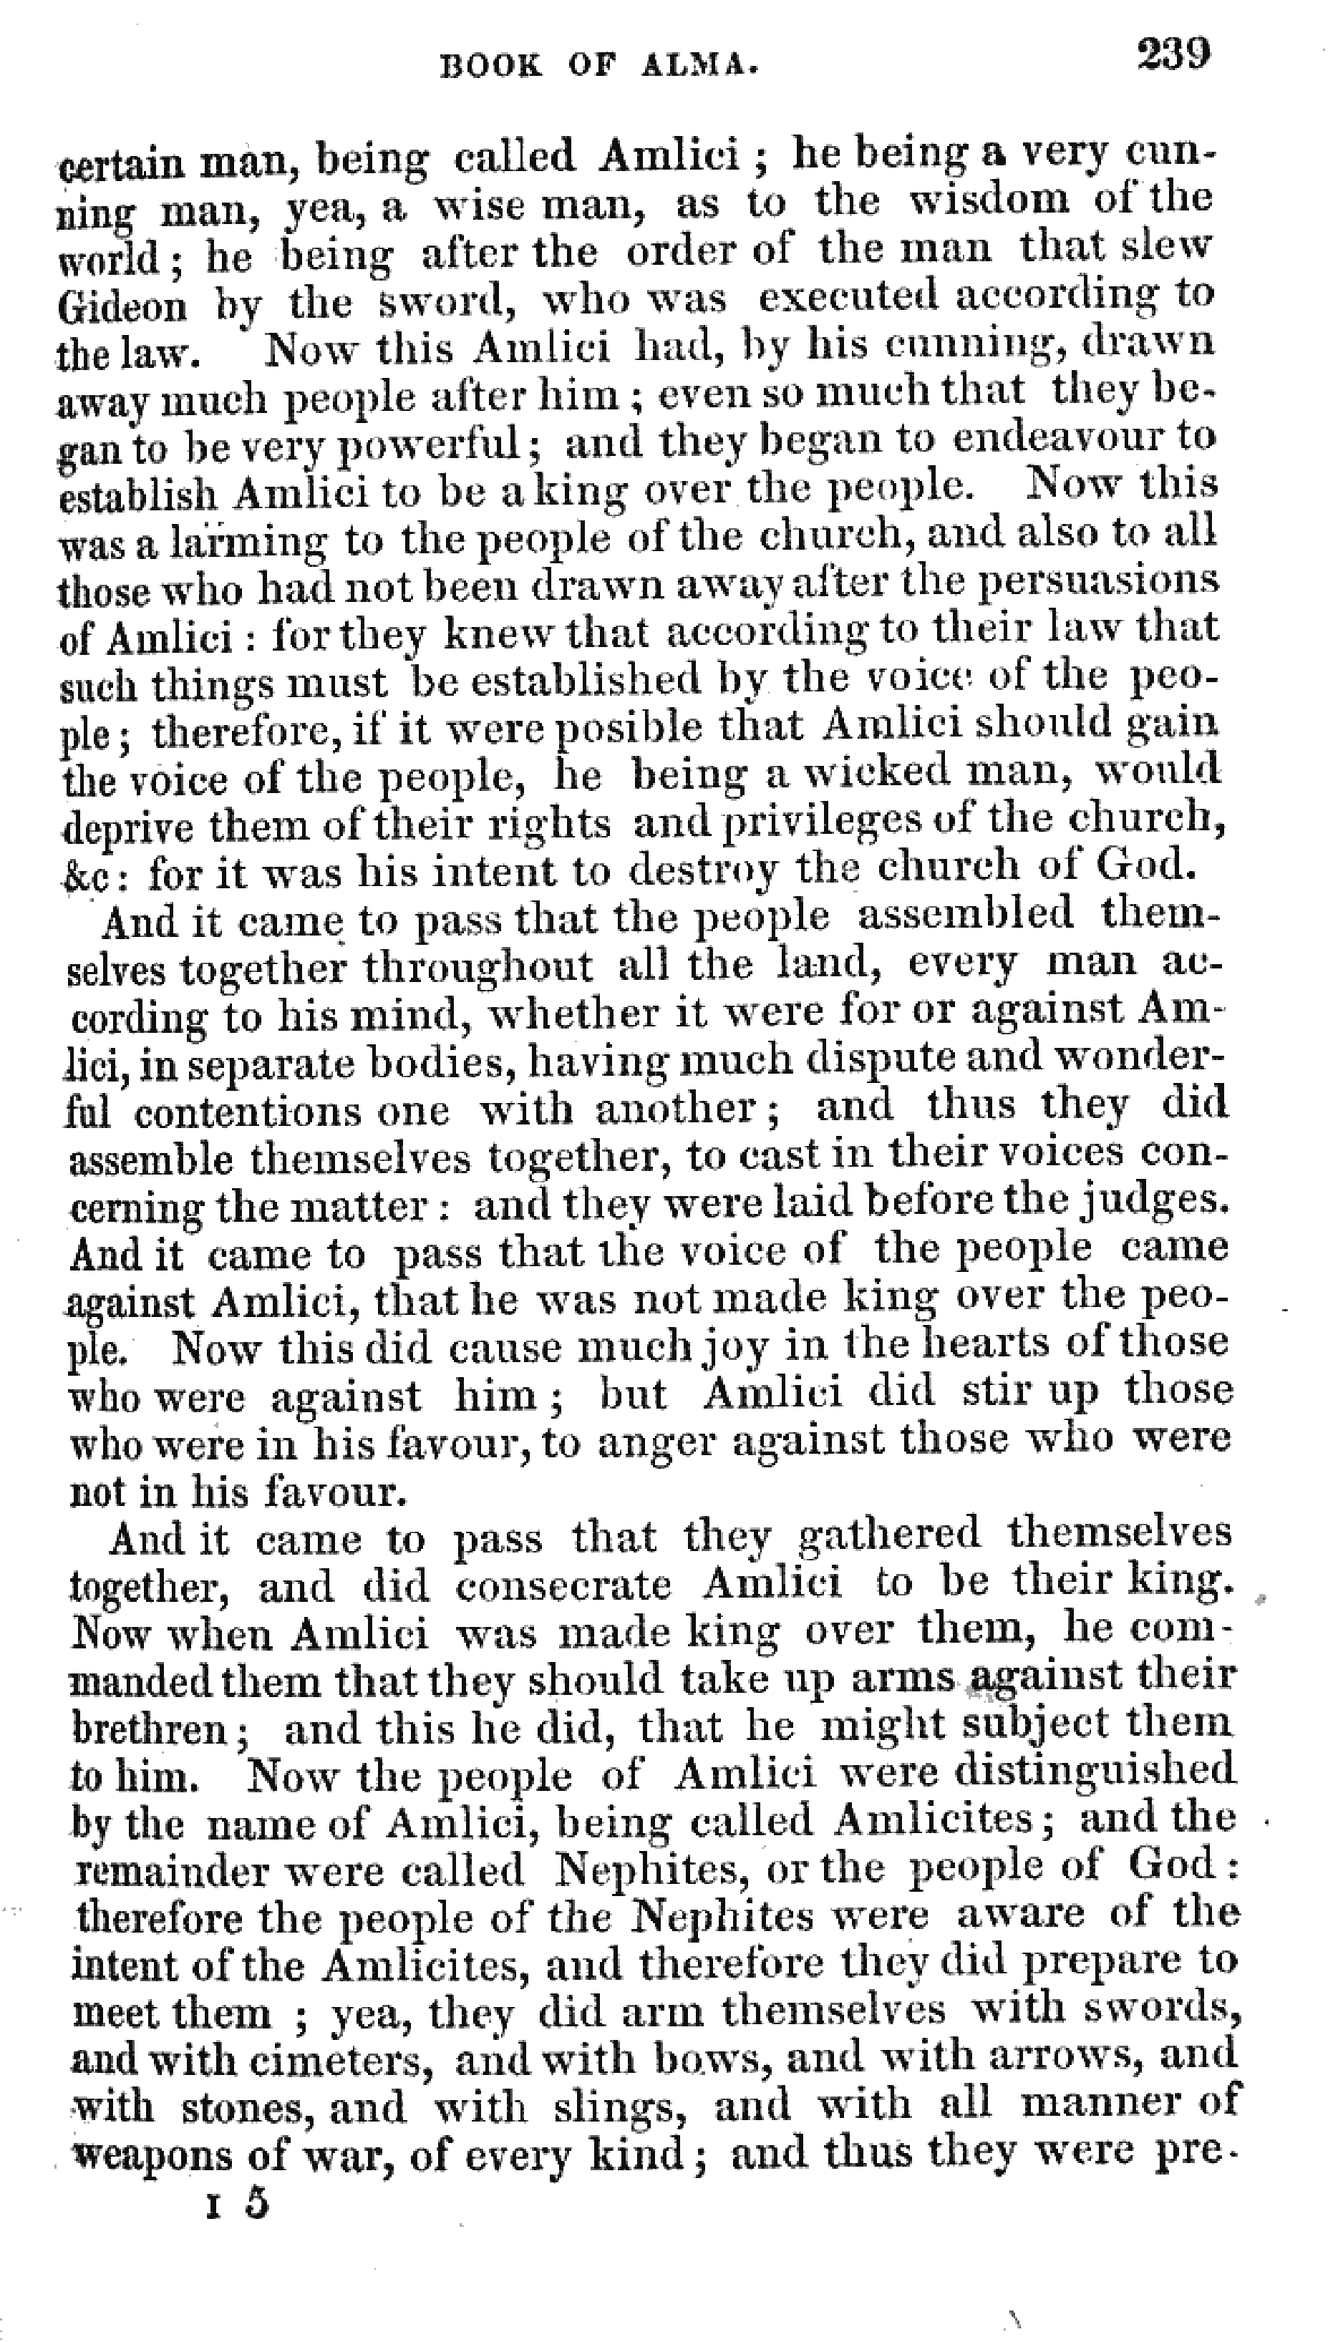 BOOK OF ALMA. 239
certain man, being called Amlici ; he being a very cun-
ning man, yea, a wise man, as to the wisdom of the
world ; he being after the order of the man that slew
Gideon by the sword, who was executed according to
the law. Now this Amlici had, by his cunning, drawn
away much people after him ; even so much that they be-
gan to be very powerful ; and they began to endeavour to
establish Amlici to be a king over the people. Now this
was a larming to the people of the church, and also to all
those who had not been drawn away after the persuasions
of Amlici : for they knew that according to their law that
such things must be established by the voice of the peo-
ple ; therefore, if it were posible that Amlici should gain
the voice of the people, he being a wicked man, would
deprive them of their rights and privileges of the church,
&c : for it was his intent to destroy the church of God.
And it came to pass that the people assembled them-
selves together throughout all the land, every man ac-
cording to his mind, whether it were for or against Am-
lici, in separate bodies, having much dispute and wonder-
ful contentions one with another ; and thus they did
assemble themselves together, to cast in their voices con-
cerning the matter : and they were laid before the judges.
And it came to pass that the voice of the people came
against Amlici, that he was not made king over the peo-
ple. Now this did cause much joy in the hearts of those
who were against him ; but Amlici did stir up those
who were in his favour, to anger against those who were
not in his favour.
And it came to pass that they gathered themselves
together, and did consecrate Amlici to be their king.
Now when Amlici was made king over them, he com-
manded them that they should take up arms against their
brethren ; and this he did, that he might subject them
to him. Now the people of Amlici were distinguished
by the name of Amlici, being called Amlicites ; and the
remainder were called Nephites, or the people of God :
therefore the people of the Nephites were aware of the
intent of the Amlicites, and therefore they did prepare to
meet them ; yea, they did arm themselves with swords,
and with cimeters, and with bows, and with arrows, and
with stones, and with slings, and with all manner of
weapons of war, of every kind ; and thus they were pre-
I 5